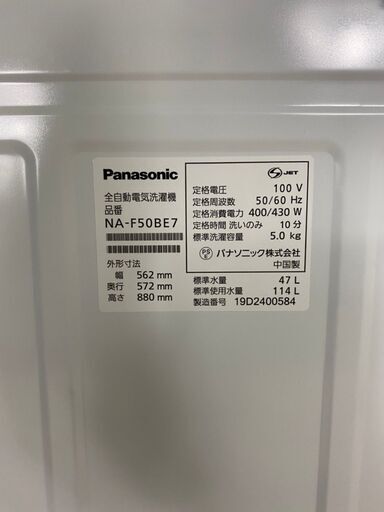 Panasonic
全自動電気洗濯機
品番
NA-F50BE7
外形寸法
幅 562 mm
奥行 572 mm
高さ 880 mm
S JET
定格電圧 100 V
定格周波数 50/60 Hz
定格消費電力 400/430 W
定格時間 洗いのみ 10 分
標準洗濯容量 5.0 kg
PS E パナソニック株式会社
中国製
標準水量 47 L
標準使用水量 114 L
製造番号 19D2400584